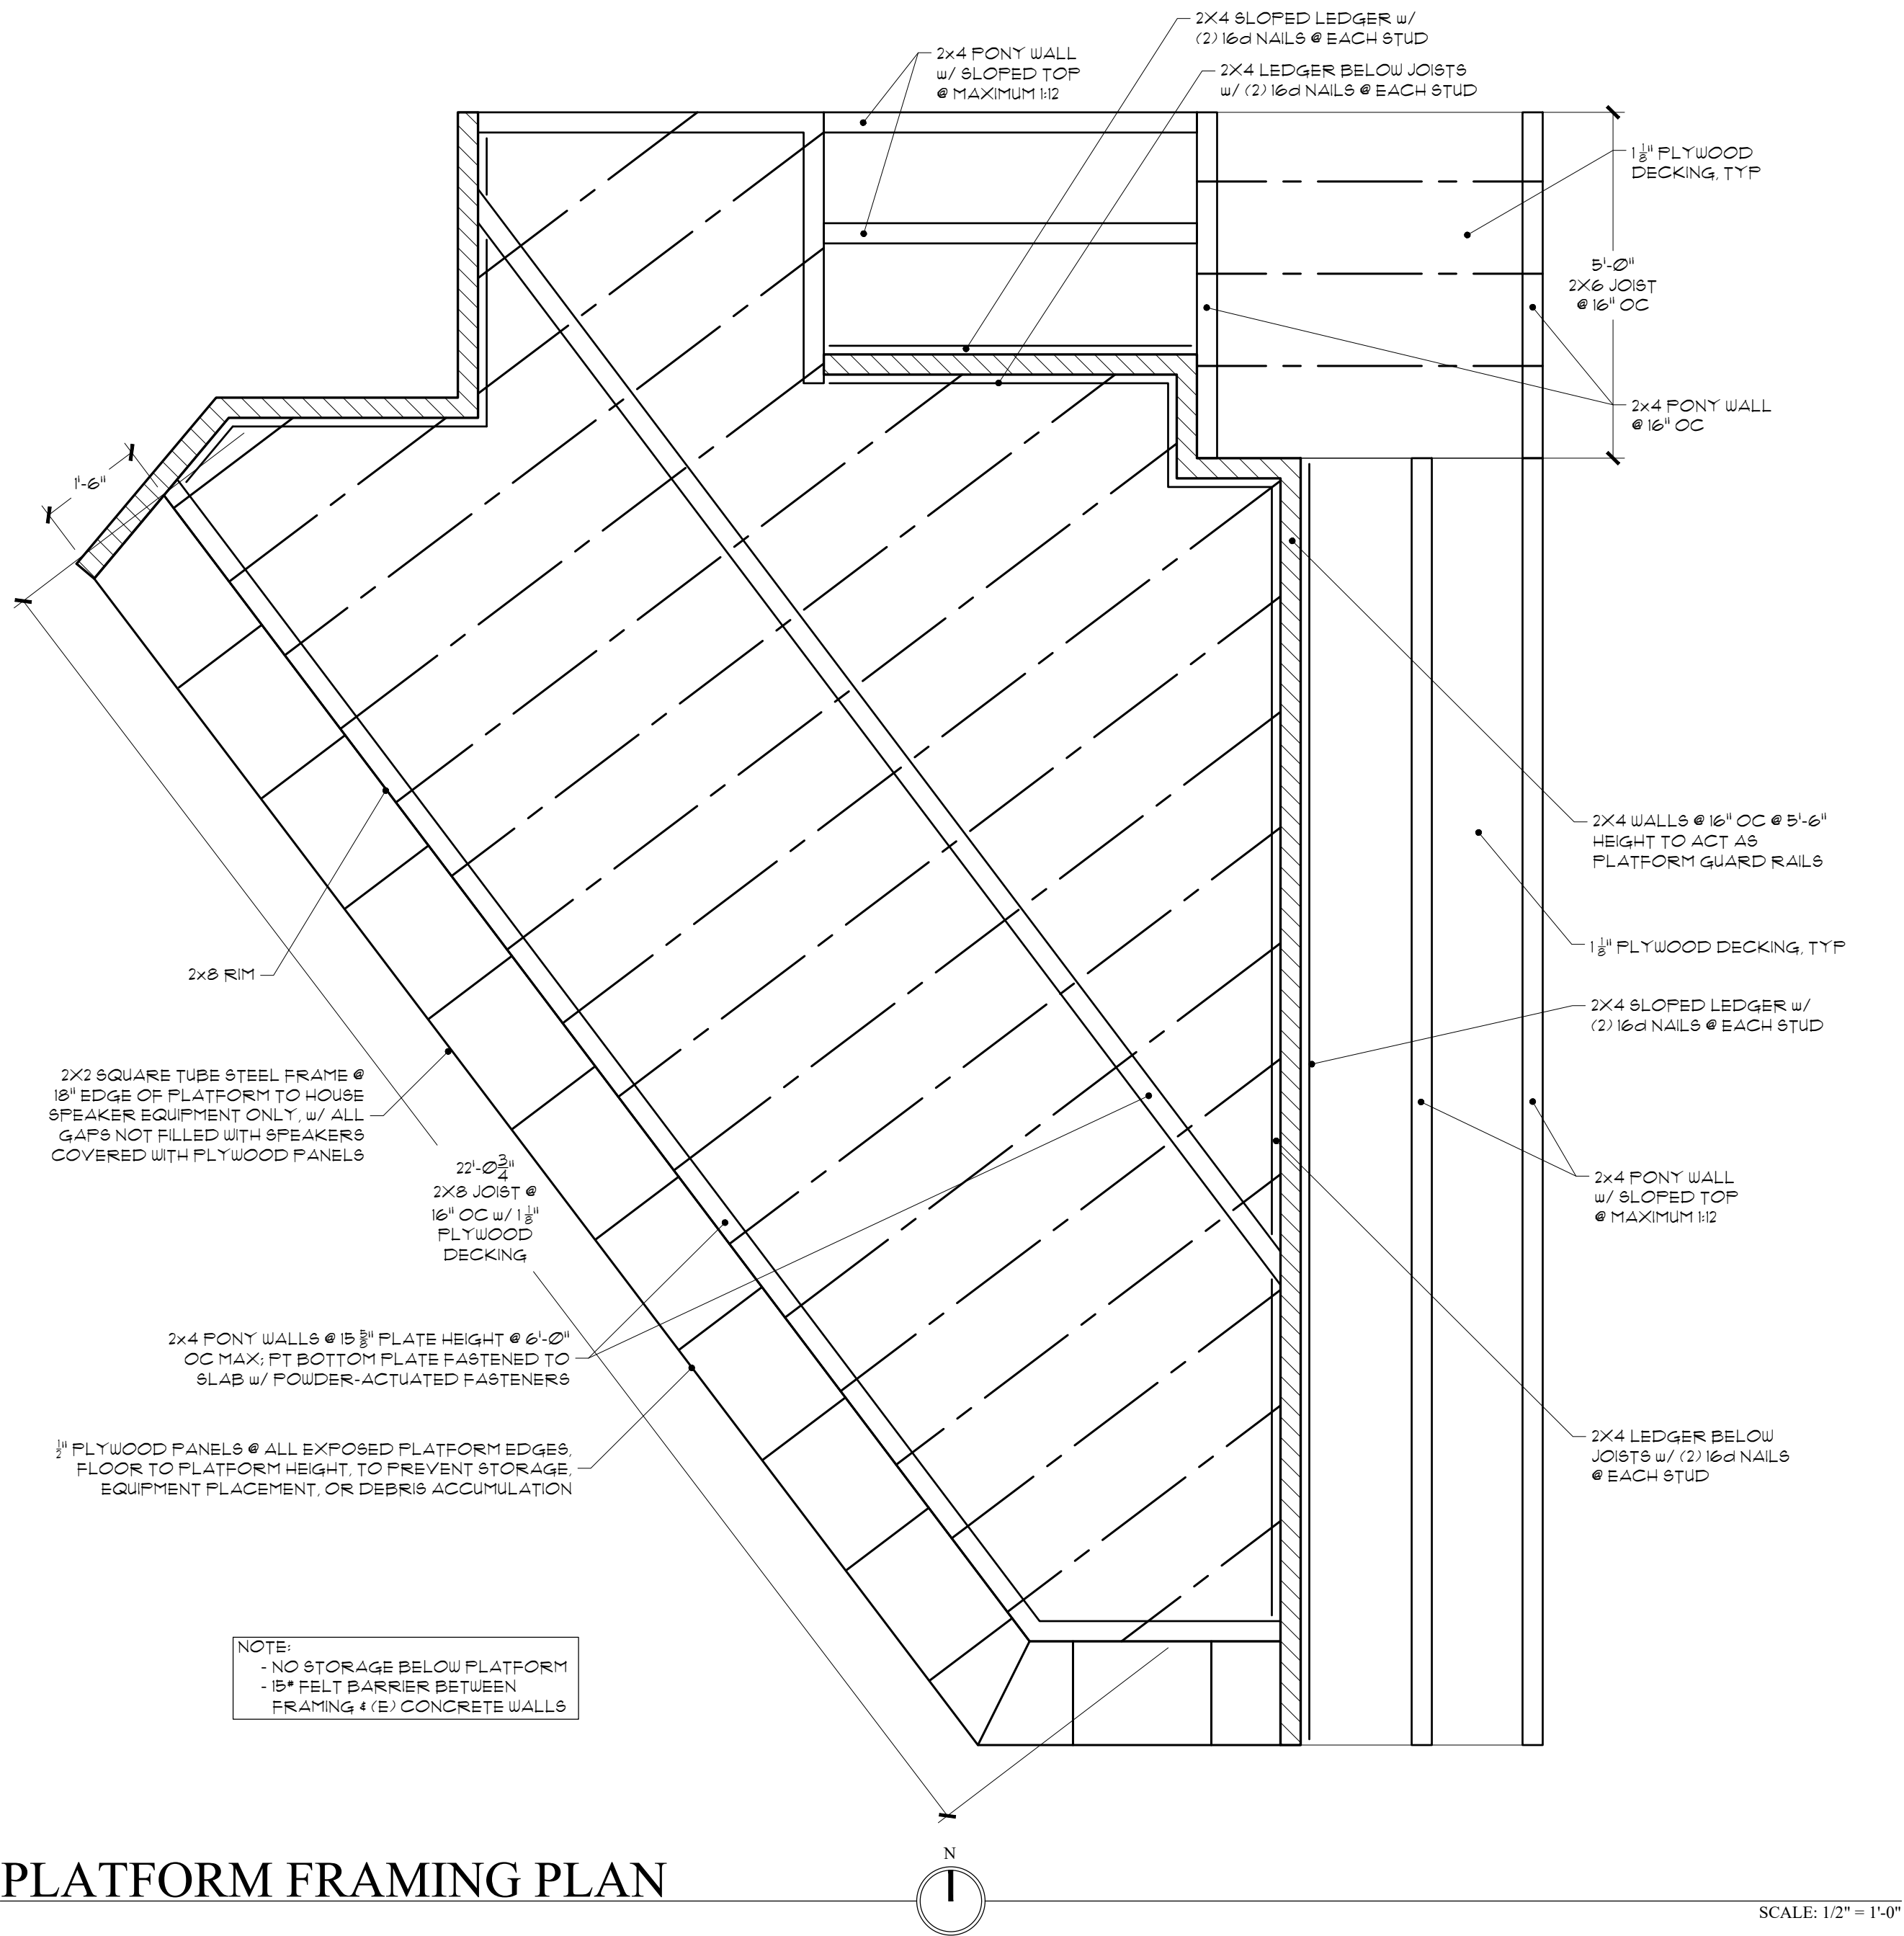 2X4 SLOPED LEDGER w/
(2) 16d NAILS @ EACH STUD
2x4 PONY WALL
w/ SLOPED TOP
@ MAXIMUM 1:12
2X4 LEDGER BELOW JOISTS
w/ (2) 16d NAILS @ EACH STUD
1 1/8" PLYWOOD
DECKING, TYP
5'-0"
2X6 JOIST
@ 16" OC
2x4 PONY WALL
@ 16" OC
1'-6"
2X4 WALLS @ 16" OC @ 5'-6"
HEIGHT TO ACT AS
PLATFORM GUARD RAILS
1 1/8" PLYWOOD DECKING, TYP
2x8 RIM
2X4 SLOPED LEDGER w/
(2) 16d NAILS @ EACH STUD
2X2 SQUARE TUBE STEEL FRAME @
18" EDGE OF PLATFORM TO HOUSE
SPEAKER EQUIPMENT ONLY, w/ ALL
GAPS NOT FILLED WITH SPEAKERS
COVERED WITH PLYWOOD PANELS
22'-0 3/4"
2X8 JOIST @
16" OC w/ 1 1/8"
PLYWOOD
DECKING
2x4 PONY WALL
w/ SLOPED TOP
@ MAXIMUM 1:12
2x4 PONY WALLS @ 15 5/8" PLATE HEIGHT @ 6'-0"
OC MAX; PT BOTTOM PLATE FASTENED TO
SLAB w/ POWDER-ACTUATED FASTENERS
1/2" PLYWOOD PANELS @ ALL EXPOSED PLATFORM EDGES,
FLOOR TO PLATFORM HEIGHT, TO PREVENT STORAGE,
EQUIPMENT PLACEMENT, OR DEBRIS ACCUMULATION
2X4 LEDGER BELOW
JOISTS w/ (2) 16d NAILS
@ EACH STUD
NOTE:
- NO STORAGE BELOW PLATFORM
- 15# FELT BARRIER BETWEEN
FRAMING & (E) CONCRETE WALLS
N
PLATFORM FRAMING PLAN
SCALE: 1/2" = 1'-0"